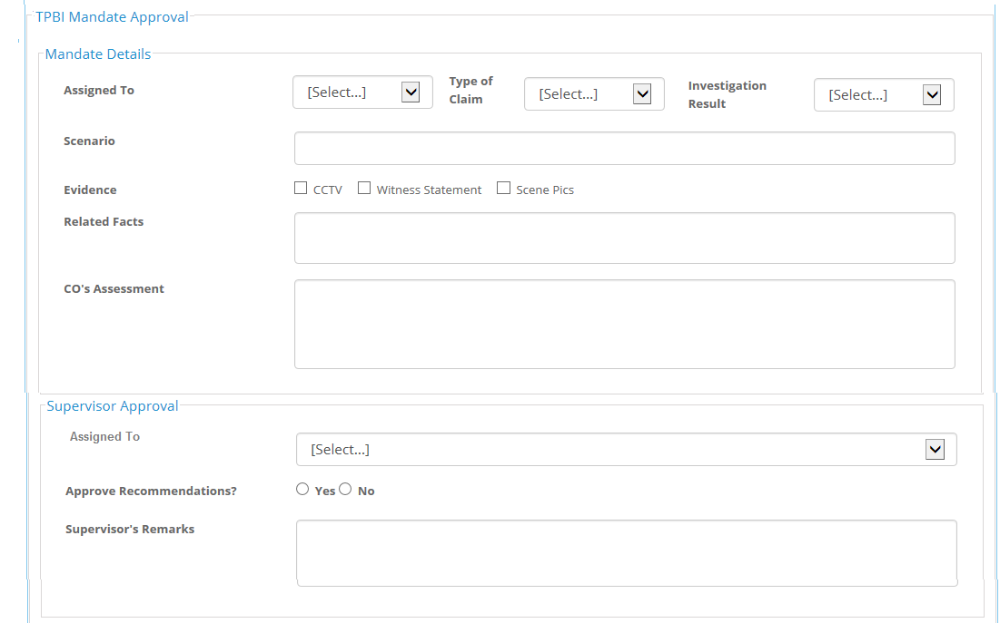 TPBI Mandate Approval
Mandate Details
Assigned To [Select...] Type of Claim [Select...] Investigation Result [Select...]
Scenario
Evidence CCTV Witness Statement Scene Pics
Related Facts
CO's Assessment
Supervisor Approval
Assigned To [Select...]
Approve Recommendations? Yes No
Supervisor's Remarks